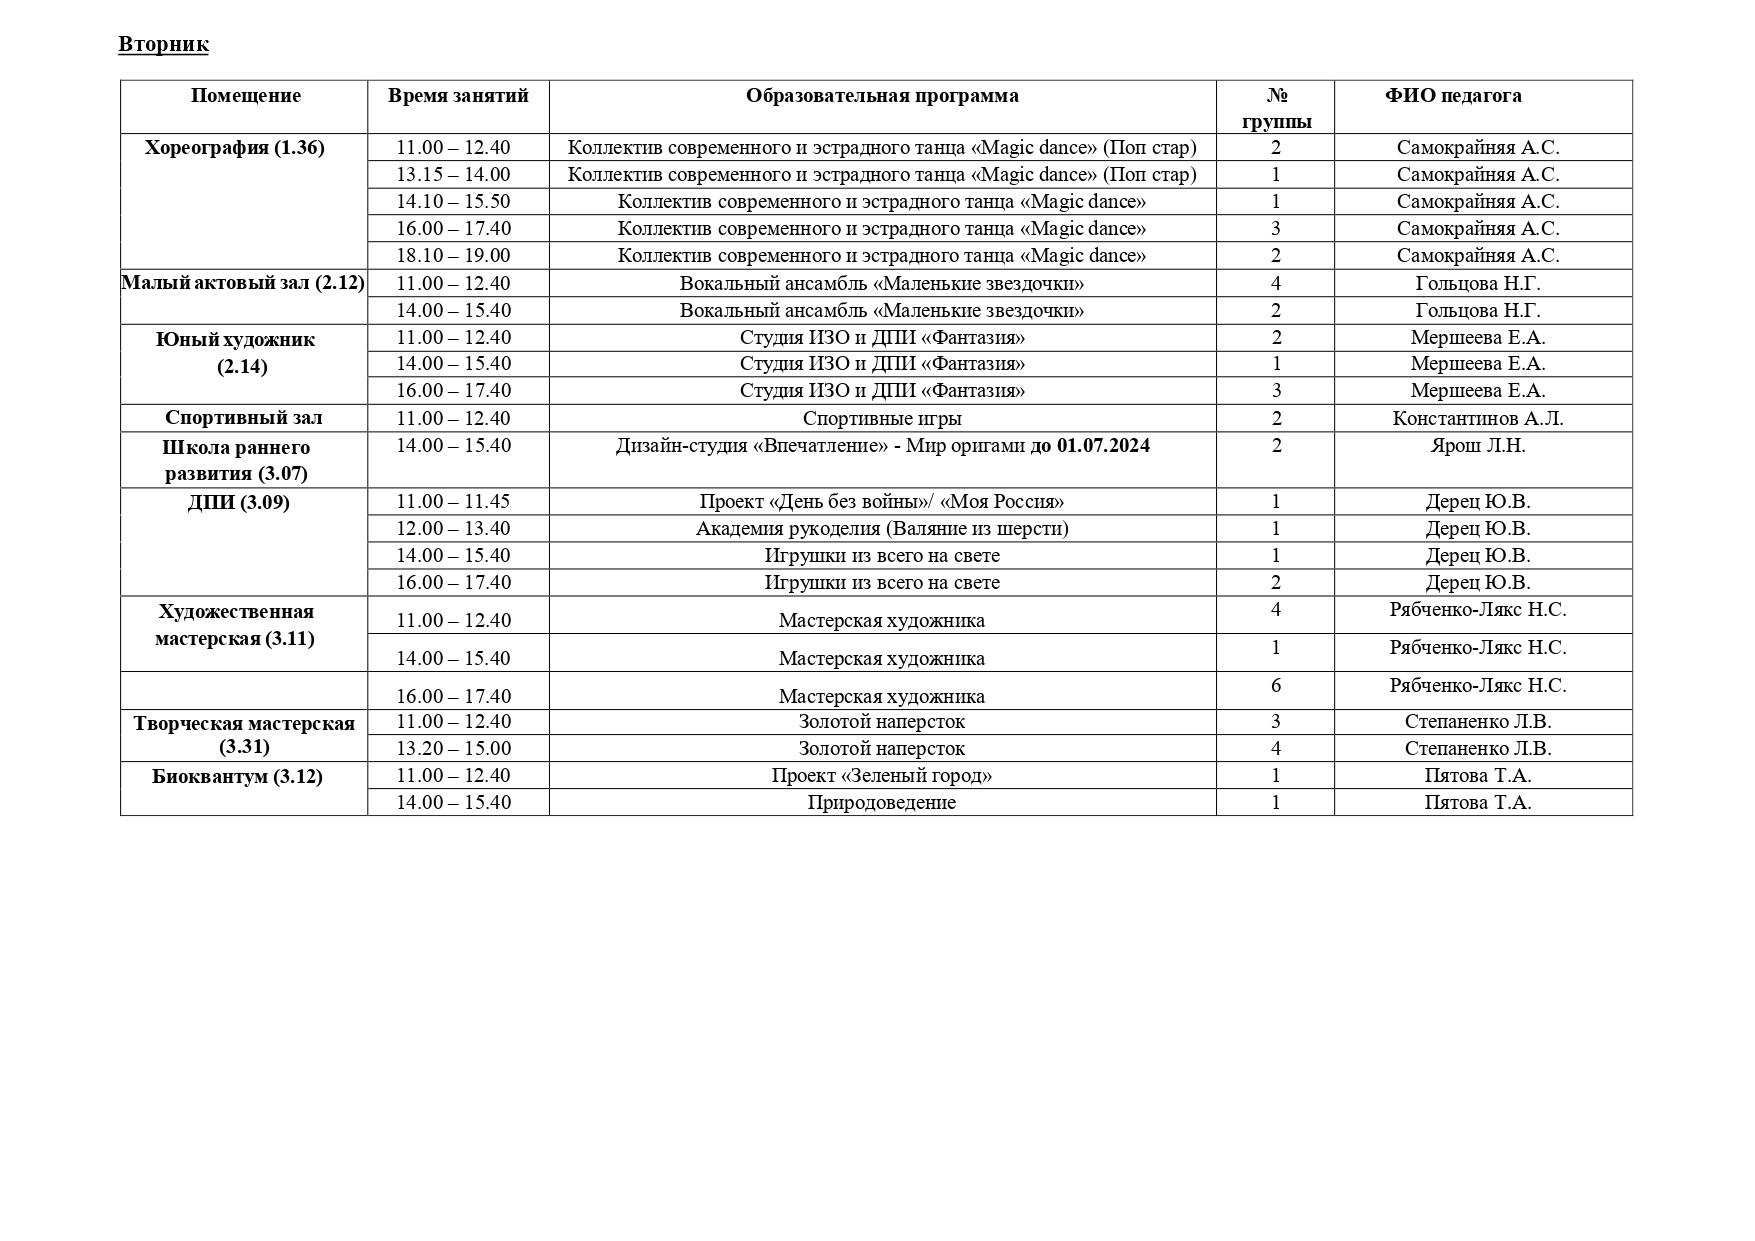 Вторник
Помещение Время занятий Образовательная программа № ФИО педагога
группы
Хореография (1.36) 11.00 – 12.40 Коллектив современного и эстрадного танца «Magic dance» (Поп стар) 2 Самокрайняя А.С.
13.15 – 14.00 Коллектив современного и эстрадного танца «Magic dance» (Поп стар) 1 Самокрайняя А.С.
14.10 – 15.50 Коллектив современного и эстрадного танца «Magic dance» 1 Самокрайняя А.С.
16.00 – 17.40 Коллектив современного и эстрадного танца «Magic dance» 3 Самокрайняя А.С.
18.10 – 19.00 Коллектив современного и эстрадного танца «Magic dance» 2 Самокрайняя А.С.
Малый актовый зал (2.12) 11.00 – 12.40 Вокальный ансамбль «Маленькие звездочки» 4 Гольцова Н.Г.
14.00 – 15.40 Вокальный ансамбль «Маленькие звездочки» 2 Гольцова Н.Г.
Юный художник 11.00 – 12.40 Студия ИЗО и ДПИ «Фантазия» 2 Мершеева Е.А.
(2.14) 14.00 – 15.40 Студия ИЗО и ДПИ «Фантазия» 1 Мершеева Е.А.
16.00 – 17.40 Студия ИЗО и ДПИ «Фантазия» 3 Мершеева Е.А.
Спортивный зал 11.00 – 12.40 Спортивные игры 2 Константинов А.Л.
Школа раннего 14.00 – 15.40 Дизайн-студия «Впечатление» - Мир оригами до 01.07.2024 2 Ярош Л.Н.
развития (3.07)
ДПИ (3.09) 11.00 – 11.45 Проект «День без войны»/ «Моя Россия» 1 Дерец Ю.В.
12.00 – 13.40 Академия рукоделия (Валяние из шерсти) 1 Дерец Ю.В.
14.00 – 15.40 Игрушки из всего на свете 1 Дерец Ю.В.
16.00 – 17.40 Игрушки из всего на свете 2 Дерец Ю.В.
Художественная 11.00 – 12.40 Мастерская художника 4 Рябченко-Лякс Н.С.
мастерская (3.11) 14.00 – 15.40 Мастерская художника 1 Рябченко-Лякс Н.С.
16.00 – 17.40 Мастерская художника 6 Рябченко-Лякс Н.С.
Творческая мастерская 11.00 – 12.40 Золотой наперсток 3 Степаненко Л.В.
(3.31) 13.20 – 15.00 Золотой наперсток 4 Степаненко Л.В.
Биоквантум (3.12) 11.00 – 12.40 Проект «Зеленый город» 1 Пятова Т.А.
14.00 – 15.40 Природоведение 1 Пятова Т.А.